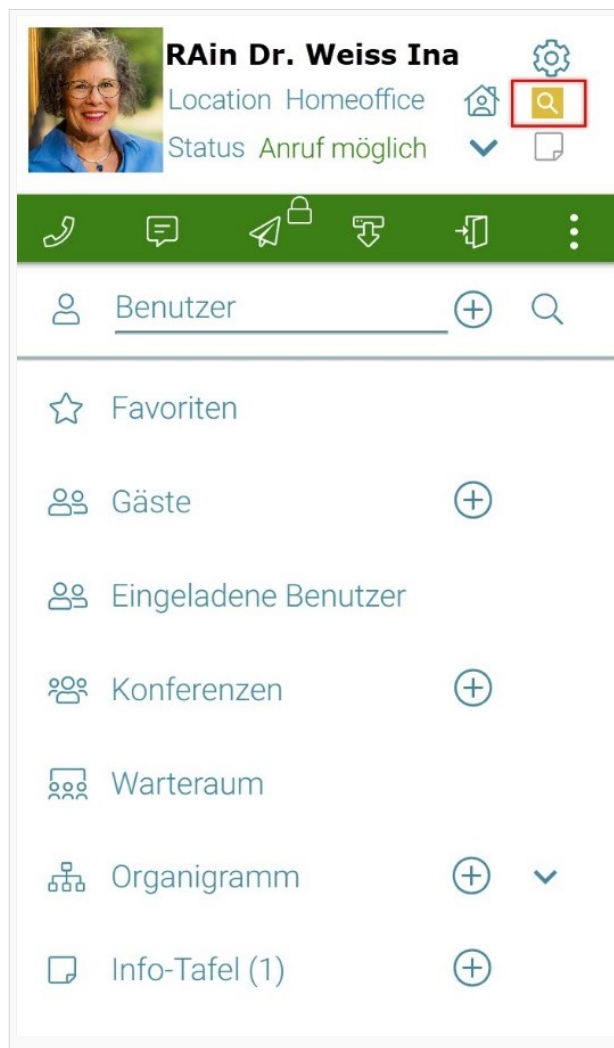 RAin Dr. Weiss Ina
Location Homeoffice
Status Anruf möglich
Benutzer
Favoriten
Gäste
Eingeladene Benutzer
Konferenzen
Warteraum
Organigramm
Info-Tafel (1)